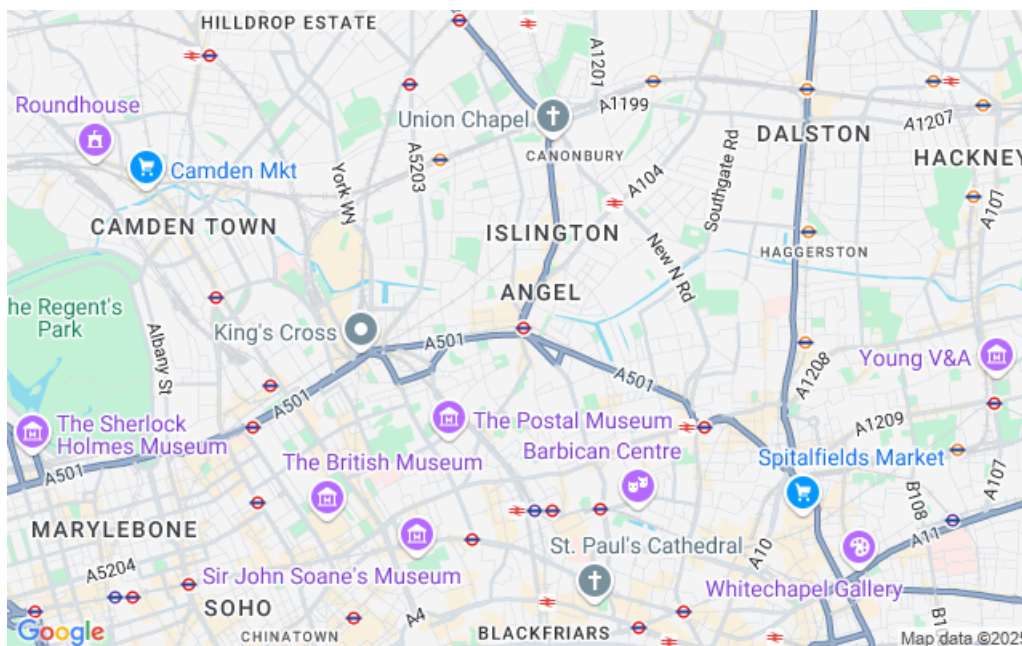 HILLDROP ESTATE
A1201
Roundhouse
Union Chapel
A1199
DALSTON
A1207
CANONBURY
HACKNEY
Camden Mkt
York Wy
A5203
A104
Southgate Rd
A107
CAMDEN TOWN
ISLINGTON
New N Rd
HAGGERSTON
ANGEL
he Regent's
Park
Albany St
King's Cross
A501
A501
A1208
Young V&A
A501
The Sherlock
Holmes Museum
The Postal Museum
A1209
Barbican Centre
The British Museum
Spitalfields Market
A501
A107
B108
MARYLEBONE
St. Paul's Cathedral
A10
A11
A5204
Sir John Soane's Museum
Whitechapel Gallery
SOHO
A4
B10
CHINATOWN
BLACKFRIARS
Google
Map data ©2025